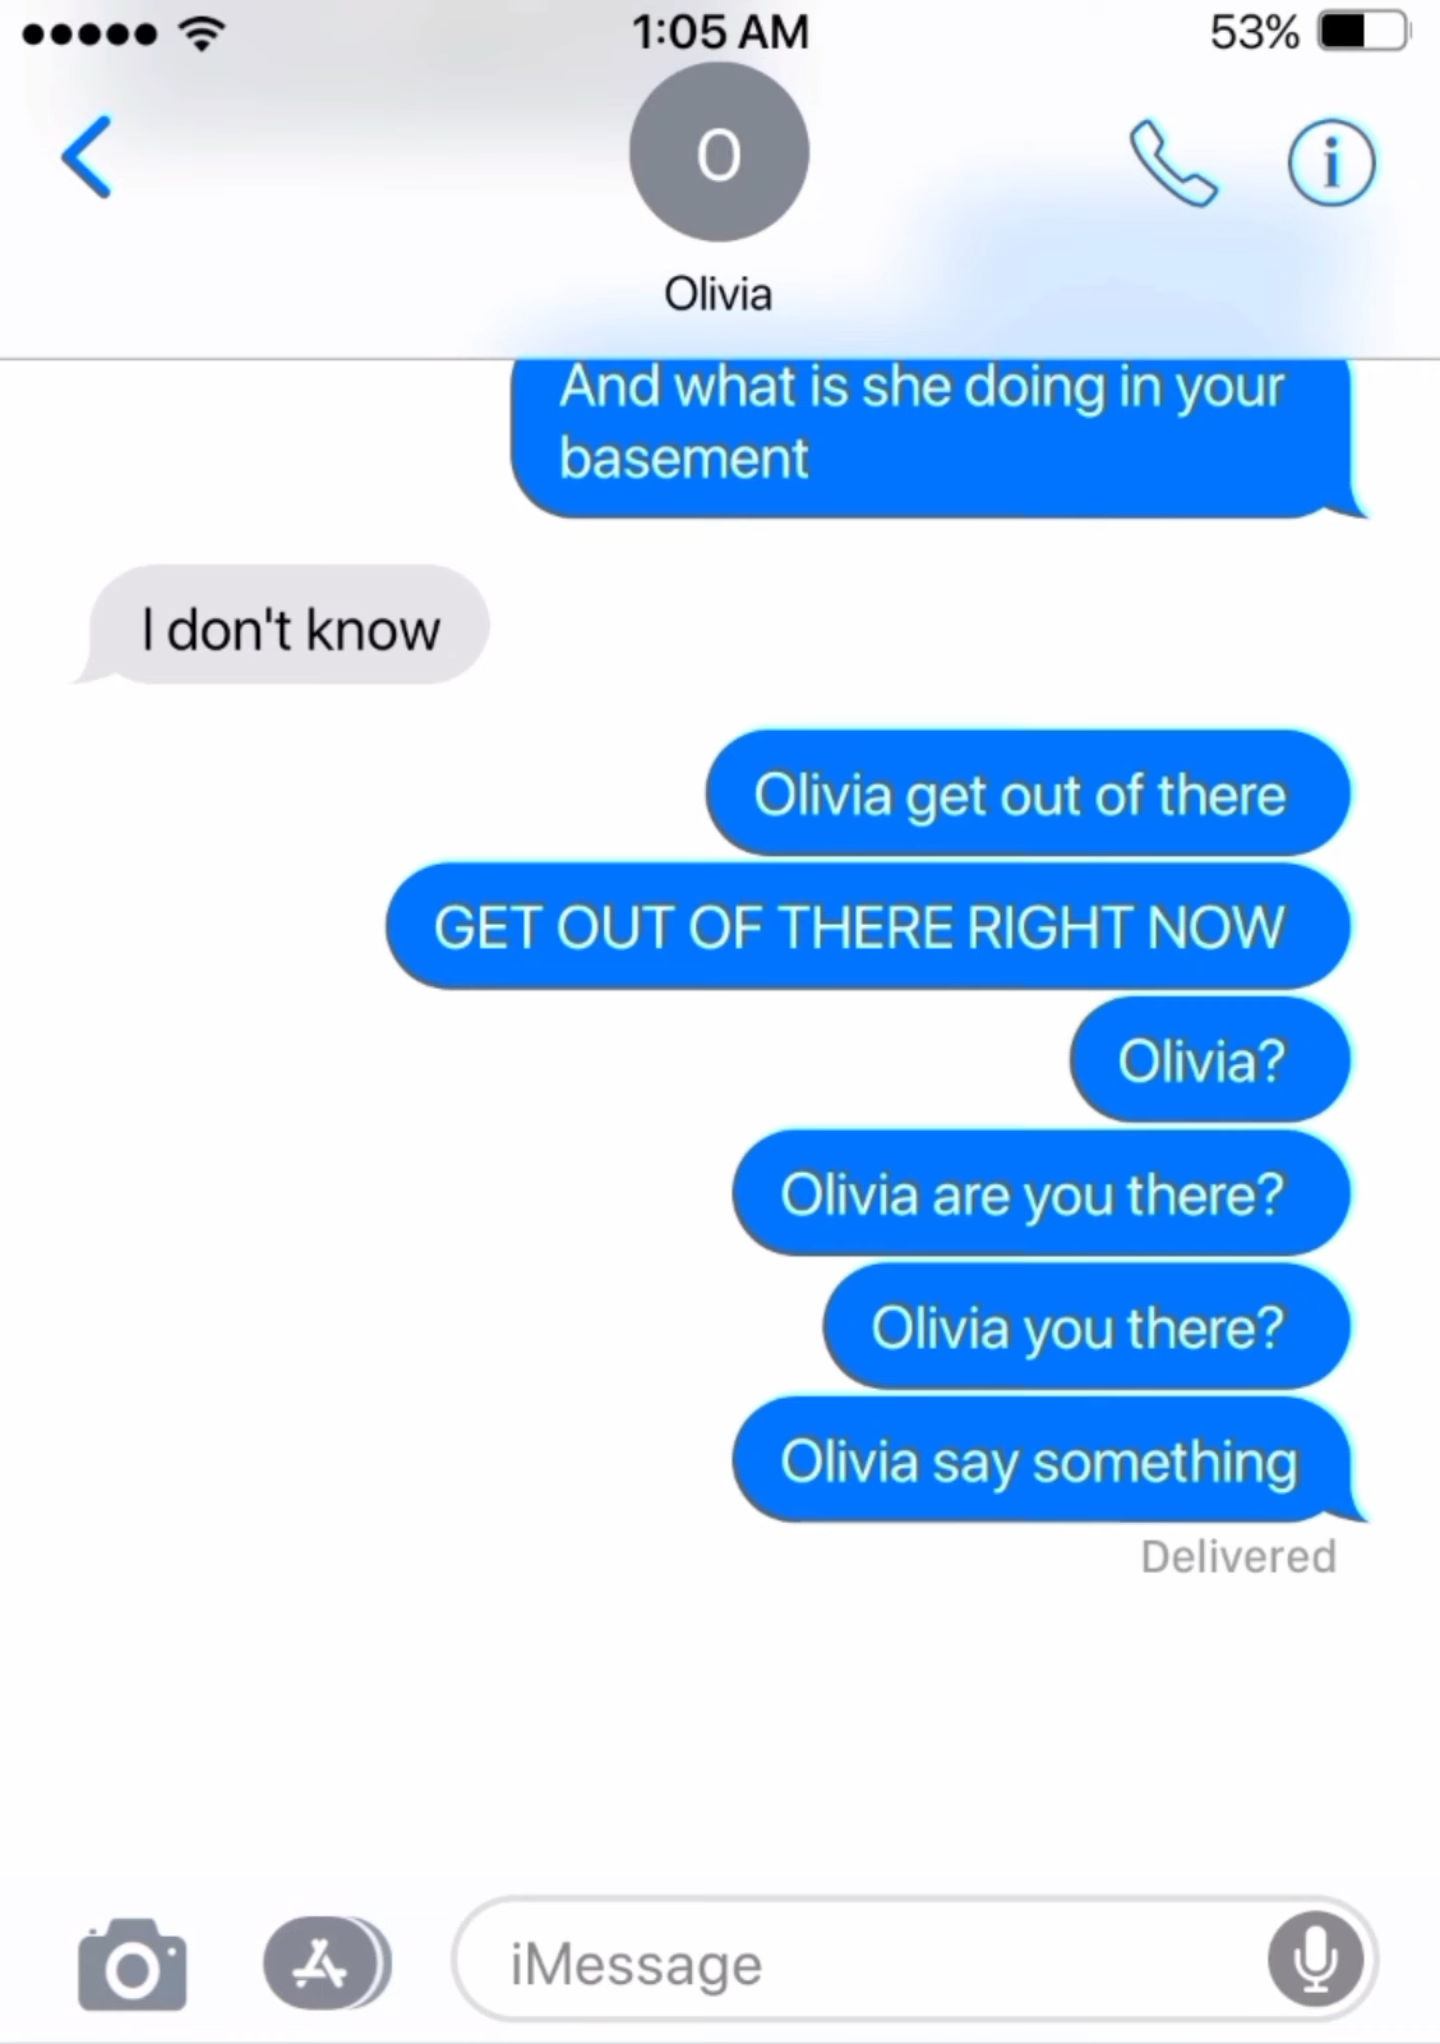 1:05 AM
53%
O
Olivia
And what is she doing in your
basement
I don't know
Olivia get out of there
GET OUT OF THERE RIGHT NOW
Olivia?
Olivia are you there?
Olivia you there?
Olivia say something
Delivered
iMessage